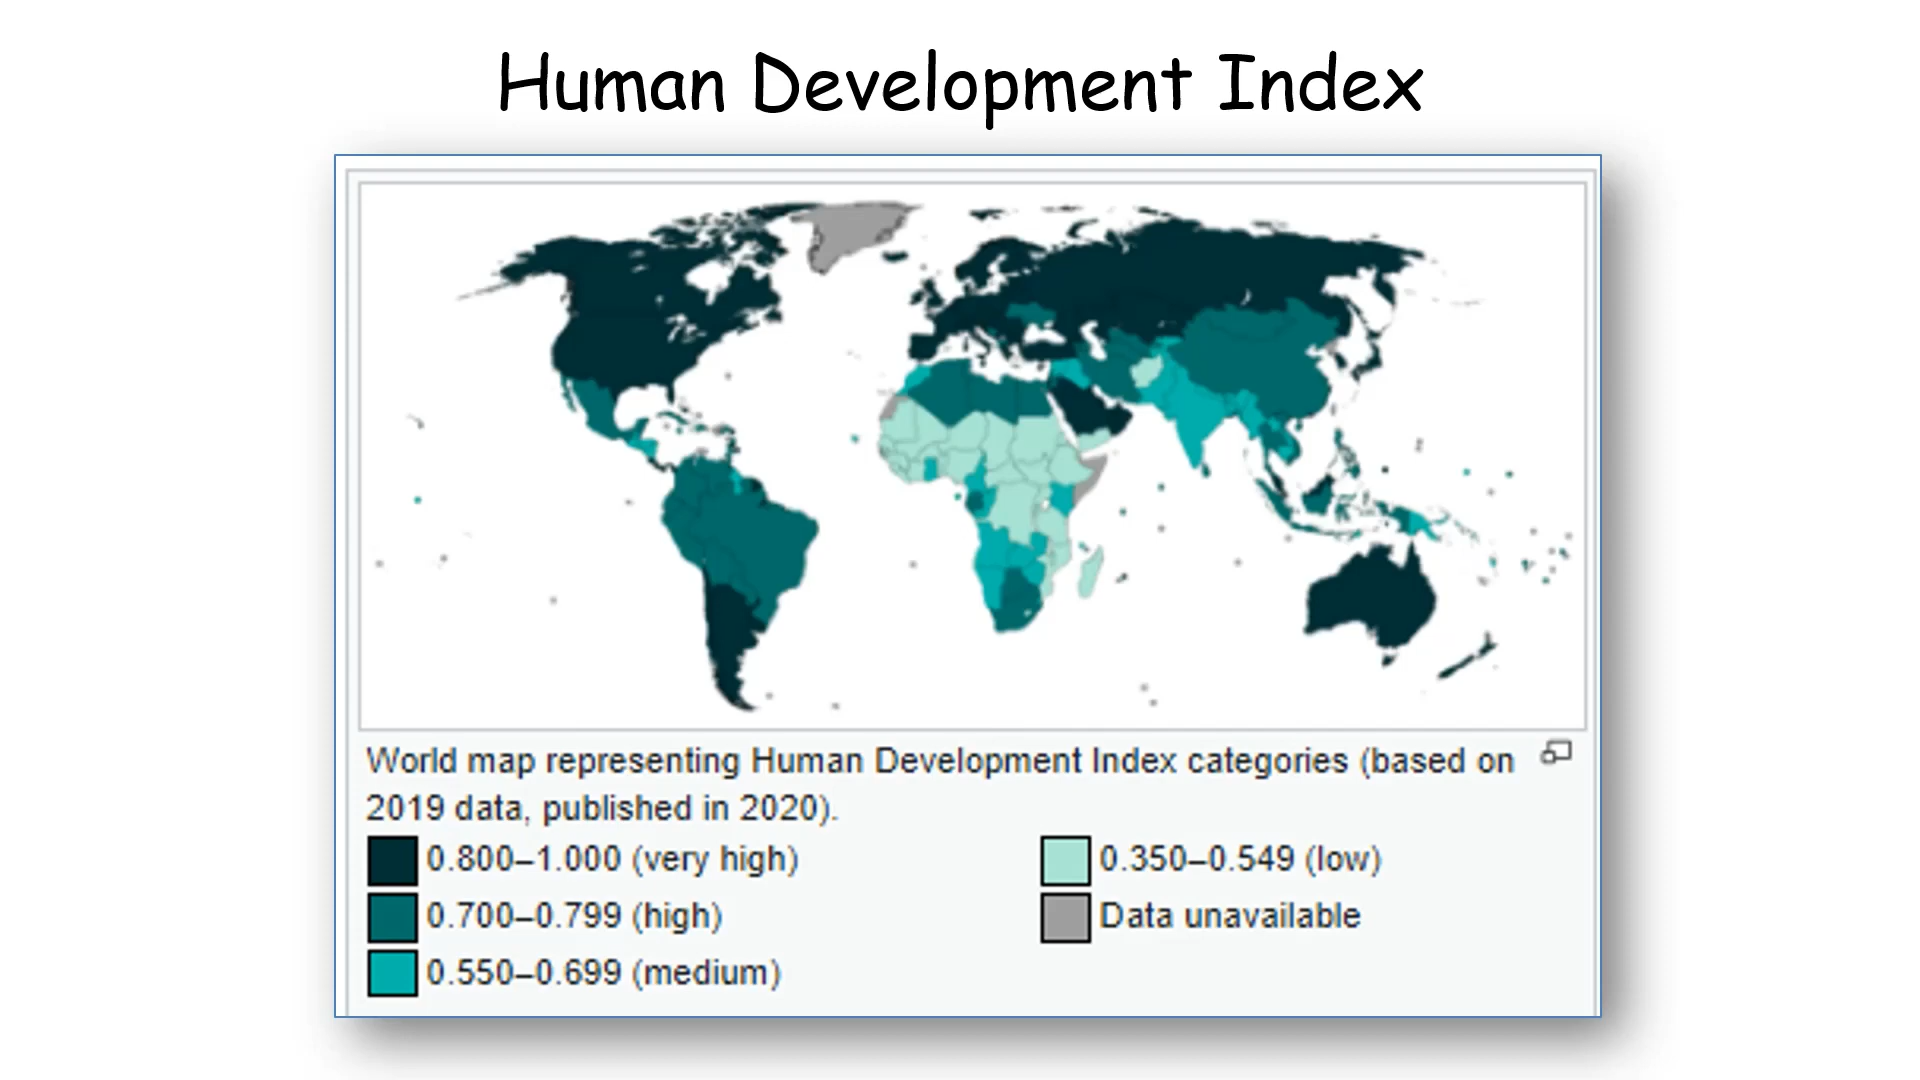 Human Development Index
World map representing Human Development Index categories (based on
2019 data, published in 2020).
0.800–1.000 (very high)
0.700–0.799 (high)
0.550–0.699 (medium)
0.350–0.549 (low)
Data unavailable